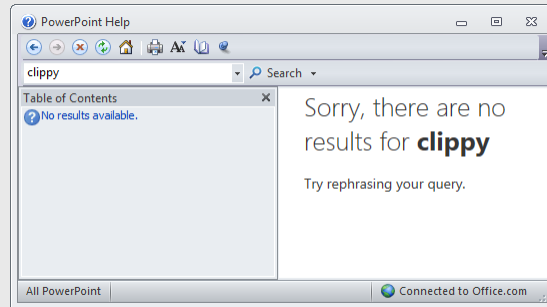 PowerPoint Help
clippy
Search
Table of Contents
No results available.
Sorry, there are no
results for clippy
Try rephrasing your query.
All PowerPoint
Connected to Office.com